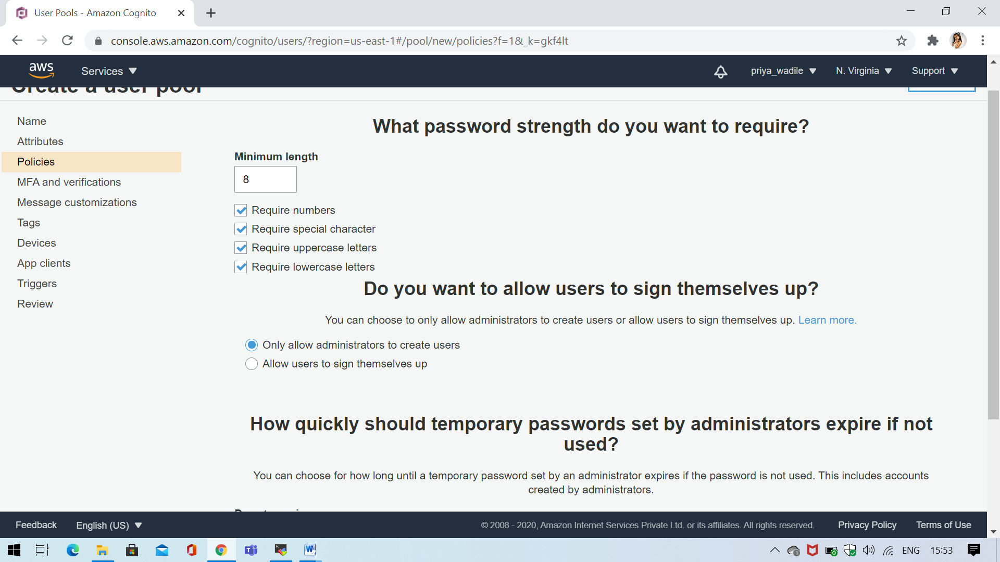 User Pools - Amazon Cognito
console.aws.amazon.com/cognito/users/?region=us-east-1#/pool/new/policies?f=1&_k=gkf4lt
aws
Services
priya_wadile
N. Virginia
Support
Create a user pool
Name
Attributes
Policies
MFA and verifications
Message customizations
Tags
Devices
App clients
Triggers
Review
What password strength do you want to require?
Minimum length
8
Require numbers
Require special character
Require uppercase letters
Require lowercase letters
Do you want to allow users to sign themselves up?
You can choose to only allow administrators to create users or allow users to sign themselves up. Learn more.
Only allow administrators to create users
Allow users to sign themselves up
How quickly should temporary passwords set by administrators expire if not
used?
You can choose for how long until a temporary password set by an administrator expires if the password is not used. This includes accounts
created by administrators.
Feedback
English (US)
© 2008 - 2020, Amazon Internet Services Private Ltd. or its affiliates. All rights reserved.
Privacy Policy
Terms of Use
ENG
15:53